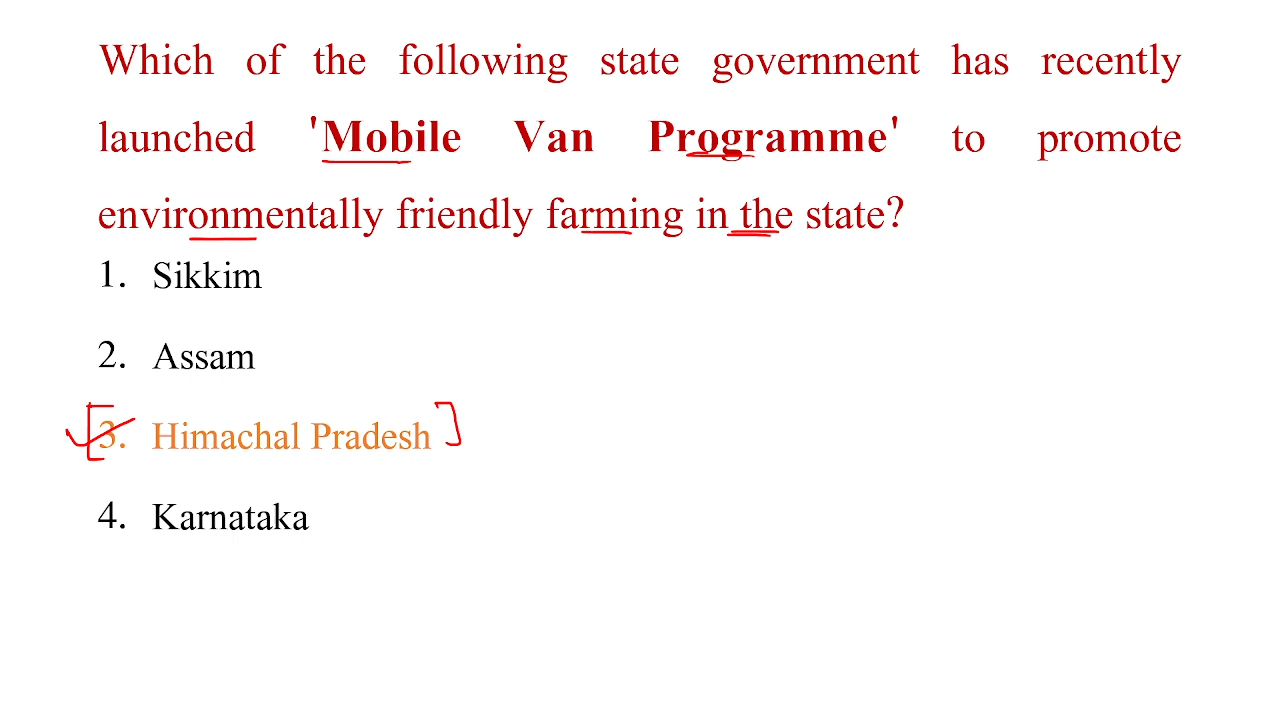 Which of the following state government has recently
launched 'Mobile Van Programme' to promote
environmentally friendly farming in the state?
1. Sikkim
2. Assam
3. Himachal Pradesh
4. Karnataka